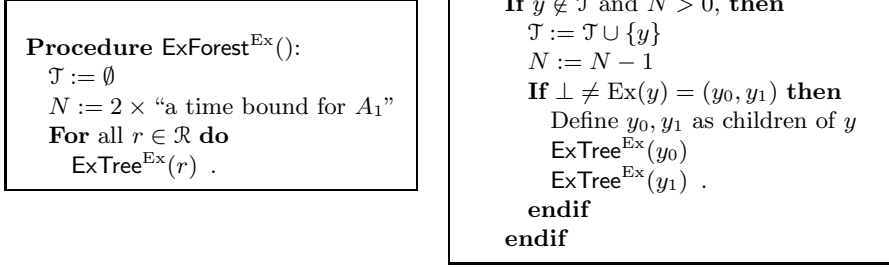 Procedure ExForest^Ex():
𝒯 := ∅
N := 2 × “a time bound for A₁”
For all r ∈ ℛ do
ExTree^Ex(r) .
If y ∉ 𝒯 and N > 0, then
𝒯 := 𝒯 ∪ {y}
N := N − 1
If ⊥ ≠ Ex(y) = (y₀, y₁) then
Define y₀, y₁ as children of y
ExTree^Ex(y₀)
ExTree^Ex(y₁) .
endif
endif